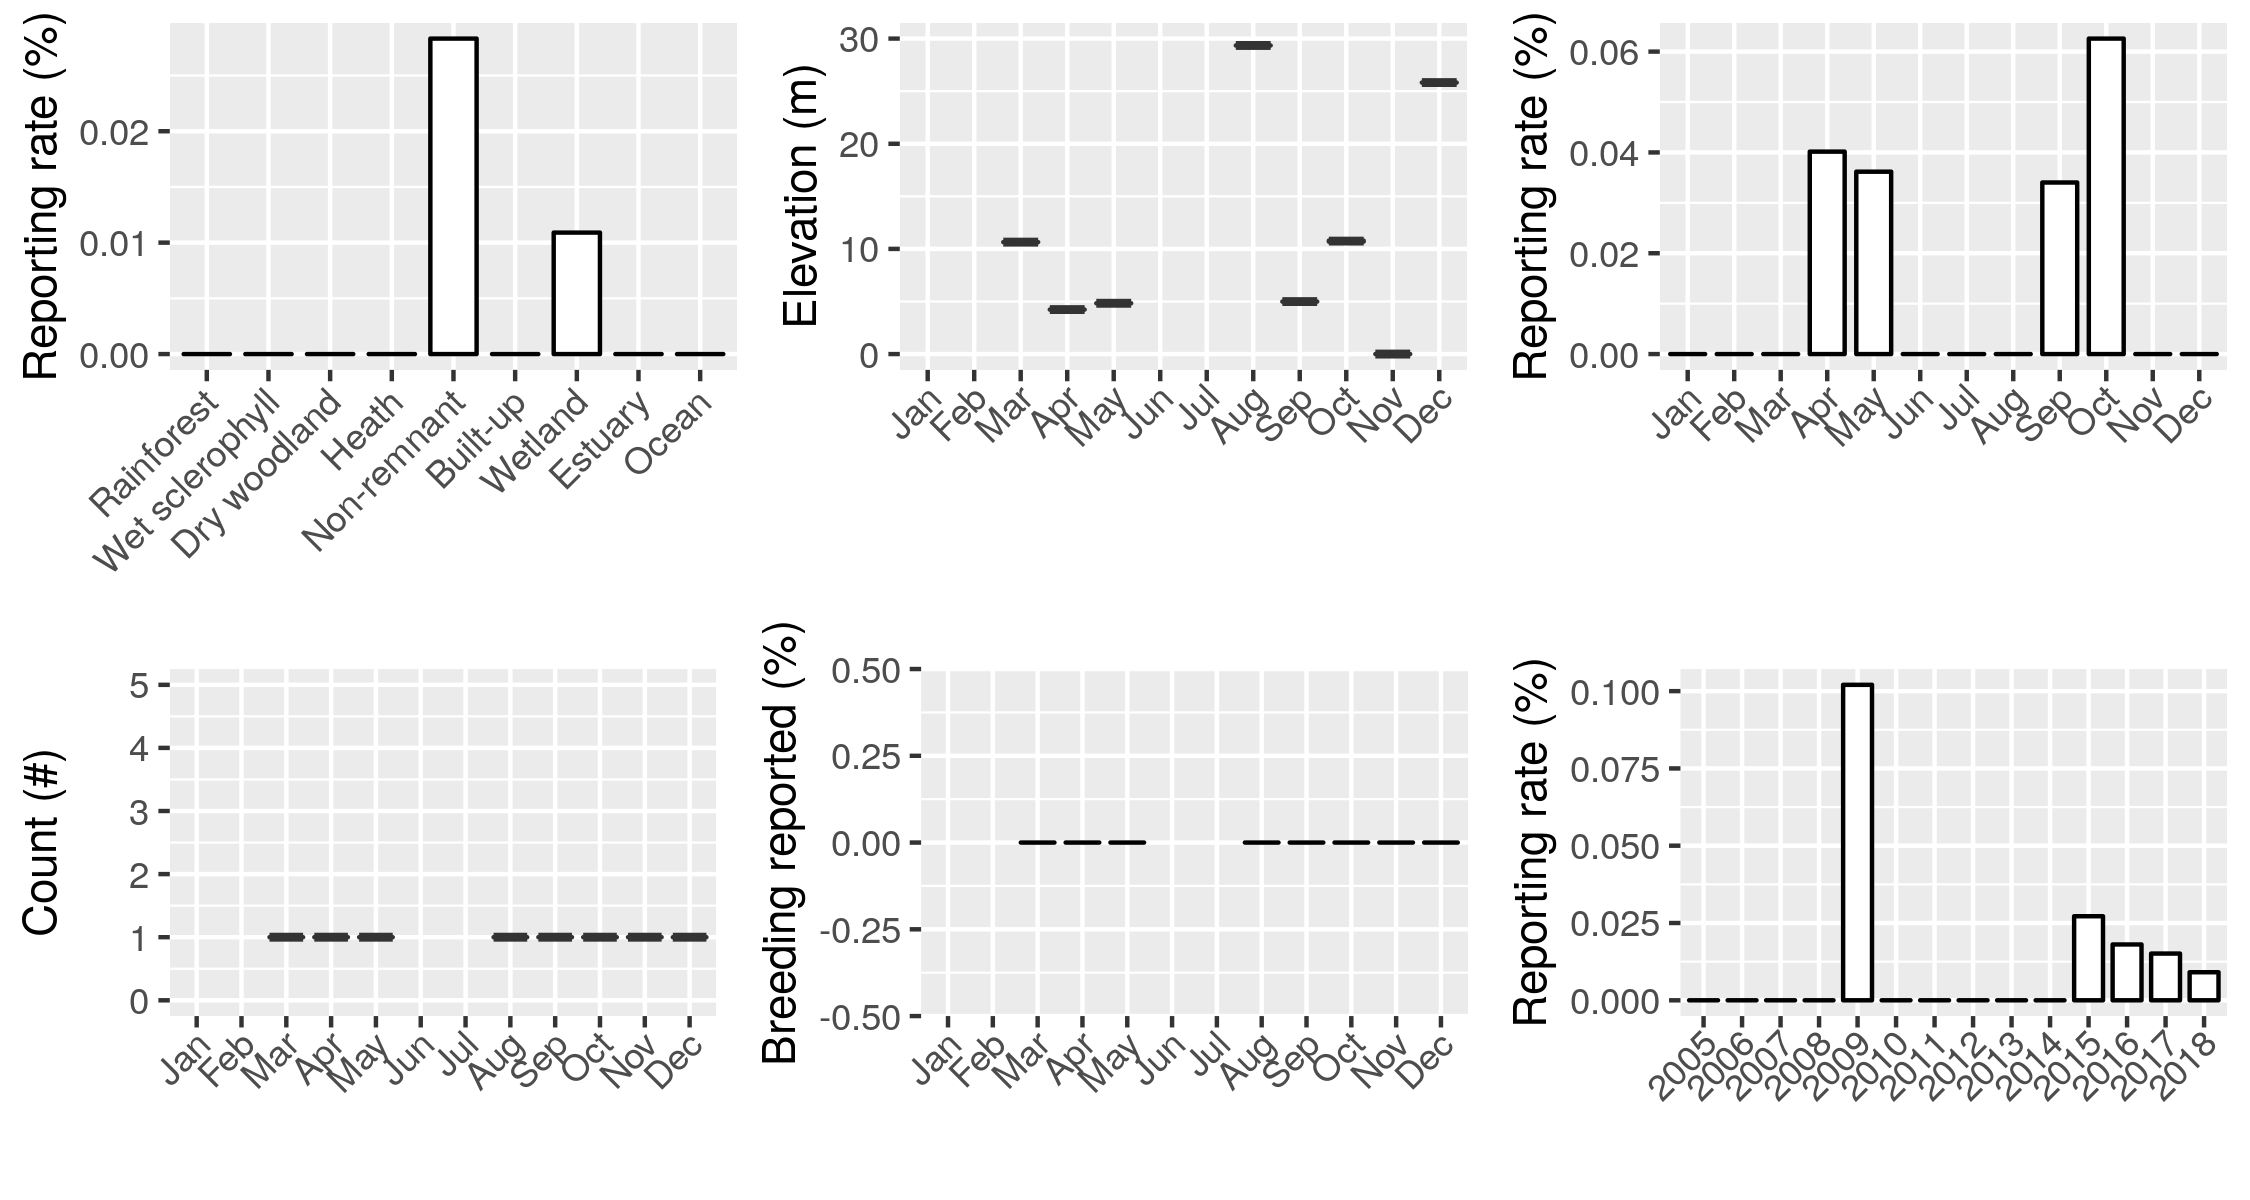 Reporting rate (%)
0.02
0.01
0.00
Rainforest
Wet sclerophyll
Dry woodland
Heath
Non-remnant
Built-up
Wetland
Estuary
Ocean
Elevation (m)
30
20
10
0
Jan
Feb
Mar
Apr
May
Jun
Jul
Aug
Sep
Oct
Nov
Dec
Reporting rate (%)
0.06
0.04
0.02
0.00
Jan
Feb
Mar
Apr
May
Jun
Jul
Aug
Sep
Oct
Nov
Dec
Count (#)
5
4
3
2
1
0
Jan
Feb
Mar
Apr
May
Jun
Jul
Aug
Sep
Oct
Nov
Dec
Breeding reported (%)
0.50
0.25
0.00
-0.25
-0.50
Jan
Feb
Mar
Apr
May
Jun
Jul
Aug
Sep
Oct
Nov
Dec
Reporting rate (%)
0.100
0.075
0.050
0.025
0.000
2005
2006
2007
2008
2009
2010
2011
2012
2013
2014
2015
2016
2017
2018